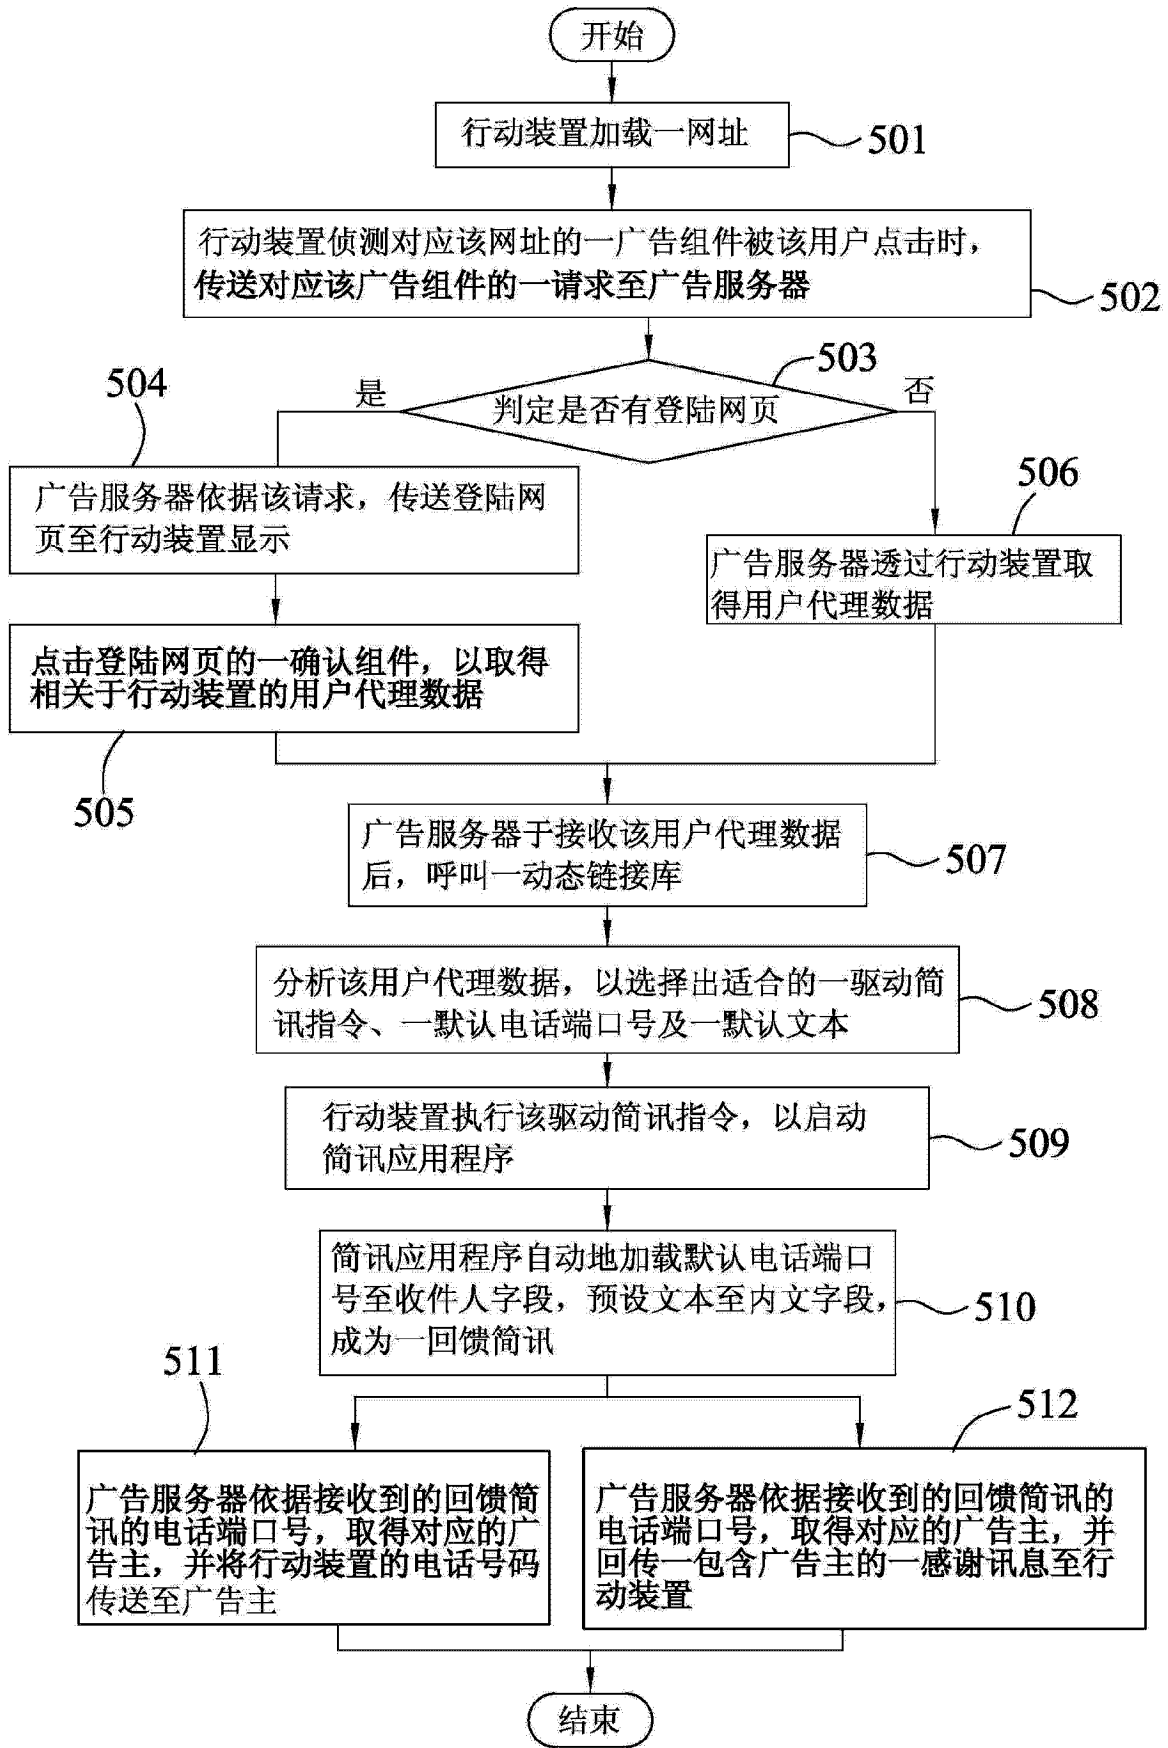 开始
行动装置加载一网址
501
行动装置侦测对应该网址的一广告组件被该用户点击时，
传送对应该广告组件的一请求至广告服务器
502
503
判定是否有登陆网页
是
否
504
广告服务器依据该请求，传送登陆网
页至行动装置显示
506
广告服务器透过行动装置取
得用户代理数据
点击登陆网页的一确认组件，以取得
相关于行动装置的用户代理数据
505
广告服务器于接收该用户代理数据
后，呼叫一动态链接库
507
分析该用户代理数据，以选择出适合的一驱动简
讯指令、一默认电话端口号及一默认文本
508
行动装置执行该驱动简讯指令，以启动
简讯应用程序
509
简讯应用程序自动地加载默认电话端口
号至收件人字段，预设文本至内文字段，
成为一回馈简讯
510
511
广告服务器依据接收到的回馈简
讯的电话端口号，取得对应的广
告主，并将行动装置的电话号码
传送至广告主
512
广告服务器依据接收到的回馈简讯的
电话端口号，取得对应的广告主，并
回传一包含广告主的一感谢讯息至行
动装置
结束